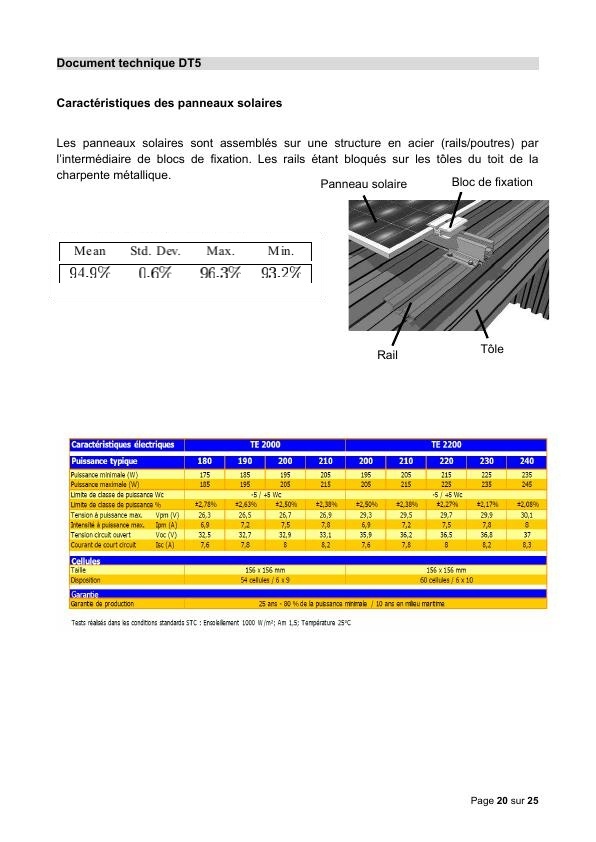 Document technique DT5
Caractéristiques des panneaux solaires
Les panneaux solaires sont assemblés sur une structure en acier (rails/poutres) par
l'intermédiaire de blocs de fixation. Les rails étant bloqués sur les tôles du toit de la
charpente métallique.
Panneau solaire Bloc de fixation
Mean Std. Dev. Max. Min.
94.9% 0.6% 96.3% 93.2%
Rail Tôle
Caractéristiques électriques TE 2000 TE 2200
Puissance typique 180 190 200 210 200 210 220 230 240
Puissance minimale (W) 175 185 195 205 195 205 215 225 235
Puissance maximale (W) 185 195 205 215 205 215 225 235 245
Limite de classe de puissance Wc -5 / +5 Wc -5 / +5 Wc
Limite de classe de puissance % ±2,78% ±2,63% ±2,50% ±2,38% ±2,50% ±2,38% ±2,27% ±2,17% ±2,08%
Tension à puissance max. Vpm (V) 26,3 26,5 26,7 26,9 29,3 29,5 29,7 29,9 30,1
Intensité à puissance max. Ipm (A) 6,9 7,2 7,5 7,8 6,9 7,2 7,5 7,8 8
Tension circuit ouvert Voc (V) 32,5 32,7 32,9 33,1 35,9 36,2 36,5 36,8 37
Courant de court circuit Isc (A) 7,6 7,8 8 8,2 7,6 7,8 8 8,2 8,3
Cellules
Taille 156 x 156 mm 156 x 156 mm
Disposition 54 cellules / 6 x 9 60 cellules / 6 x 10
Garantie
Garantie de production 25 ans - 80 % de la puissance minimale / 10 ans en milieu maritime
Tests réalisés dans les conditions standards STC : Ensoleillement 1000 W/m²; Am 1,5; Température 25°C
Page 20 sur 25